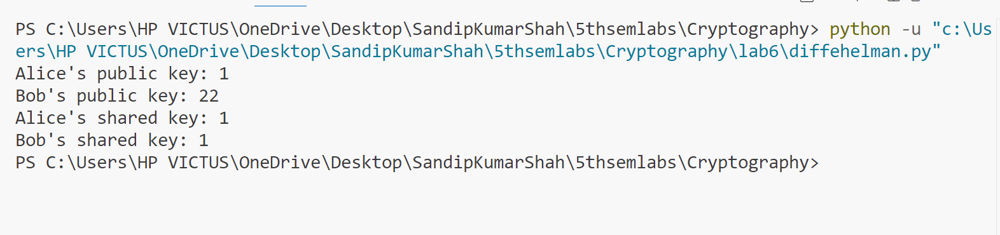 PS C:\Users\HP VICTUS\OneDrive\Desktop\SandipKumarShah\5thsemlabs\Cryptography> python -u "c:\Us
ers\HP VICTUS\OneDrive\Desktop\SandipKumarShah\5thsemlabs\Cryptography\lab6\diffehelman.py"
Alice's public key: 1
Bob's public key: 22
Alice's shared key: 1
Bob's shared key: 1
PS C:\Users\HP VICTUS\OneDrive\Desktop\SandipKumarShah\5thsemlabs\Cryptography>